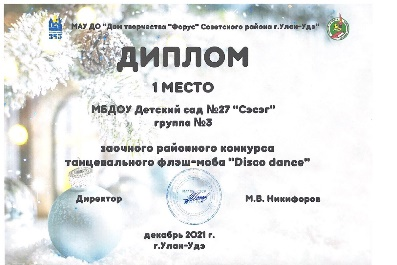 МАУ ДО "Дом творчества "Форус" Советского района г.Улан-Удэ"
ДИПЛОМ
1 МЕСТО
МБДОУ Детский сад №27 "Сэсэг"
группа №3
заочного районного конкурса
танцевального флэш-моба "Disco dance"
Директор
М.В. Никифоров
декабрь 2021 г.
г.Улан-Удэ